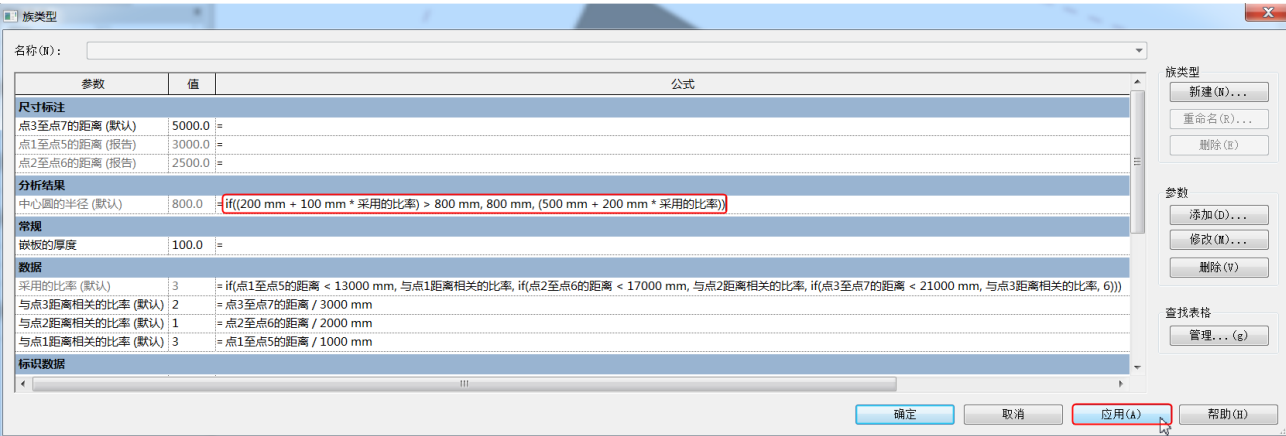 族类型
名称(N):
参数 值 公式
尺寸标注
点3至点7的距离 (默认) 5000.0 =
点1至点5的距离 (报告) 3000.0 =
点2至点6的距离 (报告) 2500.0 =
分析结果
中心圆的半径 (默认) 800.0 = if((200 mm + 100 mm * 采用的比率) > 800 mm, 800 mm, (500 mm + 200 mm * 采用的比率))
常规
嵌板的厚度 100.0 =
数据
采用的比率 (默认) 3 = if(点1至点5的距离 < 13000 mm, 与点1距离相关的比率, if(点2至点6的距离 < 17000 mm, 与点2距离相关的比率, if(点3至点7的距离 < 21000 mm, 与点3距离相关的比率, 6)))
与点3距离相关的比率 (默认) 2 = 点3至点7的距离 / 3000 mm
与点2距离相关的比率 (默认) 1 = 点2至点6的距离 / 2000 mm
与点1距离相关的比率 (默认) 3 = 点1至点5的距离 / 1000 mm
标识数据
族类型
新建(N)...
重命名(R)...
删除(E)
参数
添加(D)...
修改(M)...
删除(V)
查找表格
管理...(g)
确定 取消 应用(A) 帮助(H)